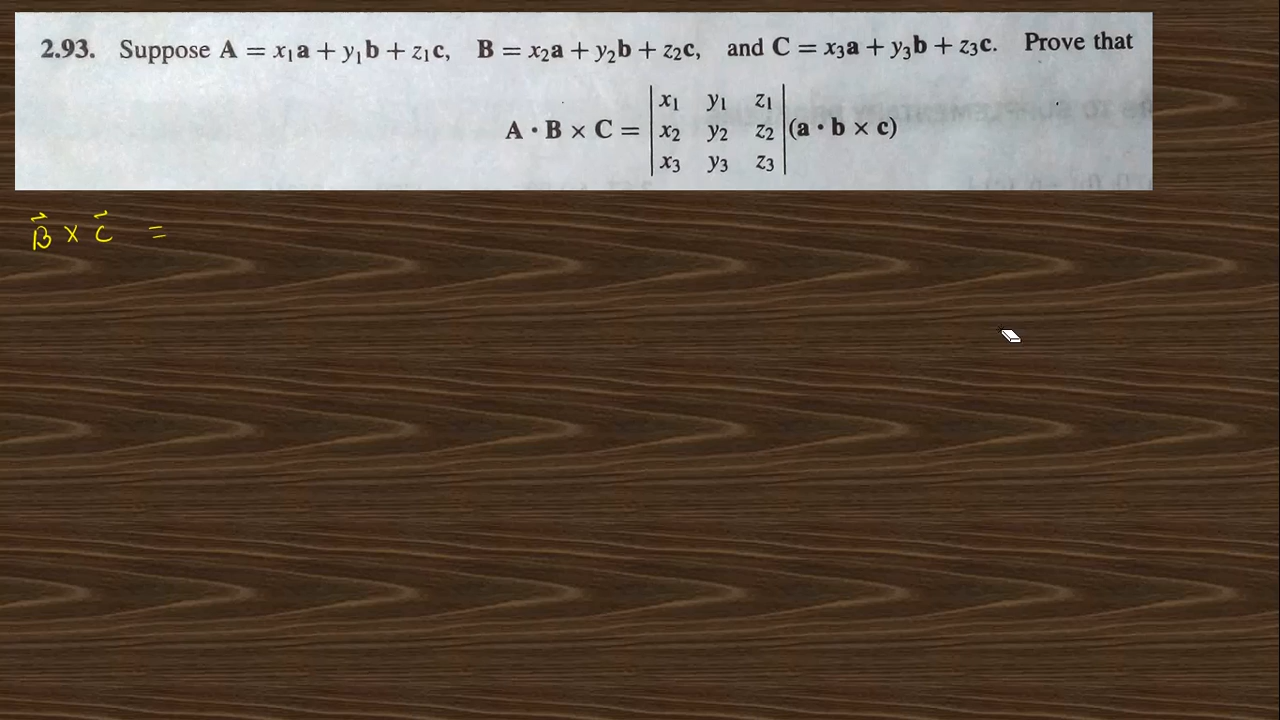 2.93. Suppose A = x₁a + y₁b + z₁c, B = x₂a + y₂b + z₂c, and C = x₃a + y₃b + z₃c. Prove that
x₁ y₁ z₁
A · B × C = | x₂ y₂ z₂ | (a · b × c)
x₃ y₃ z₃
B⃗ × C⃗ =